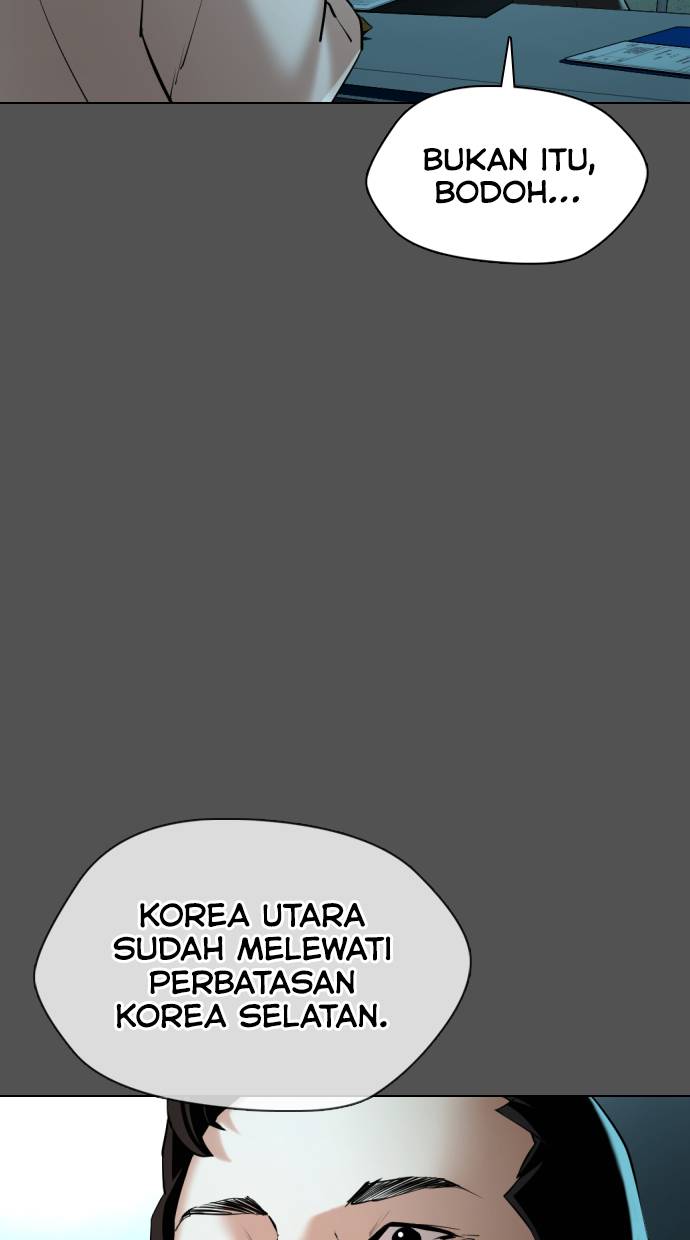 BUKAN ITU,
BODOH...
KOREA UTARA
SUDAH MELEWATI
PERBATASAN
KOREA SELATAN.